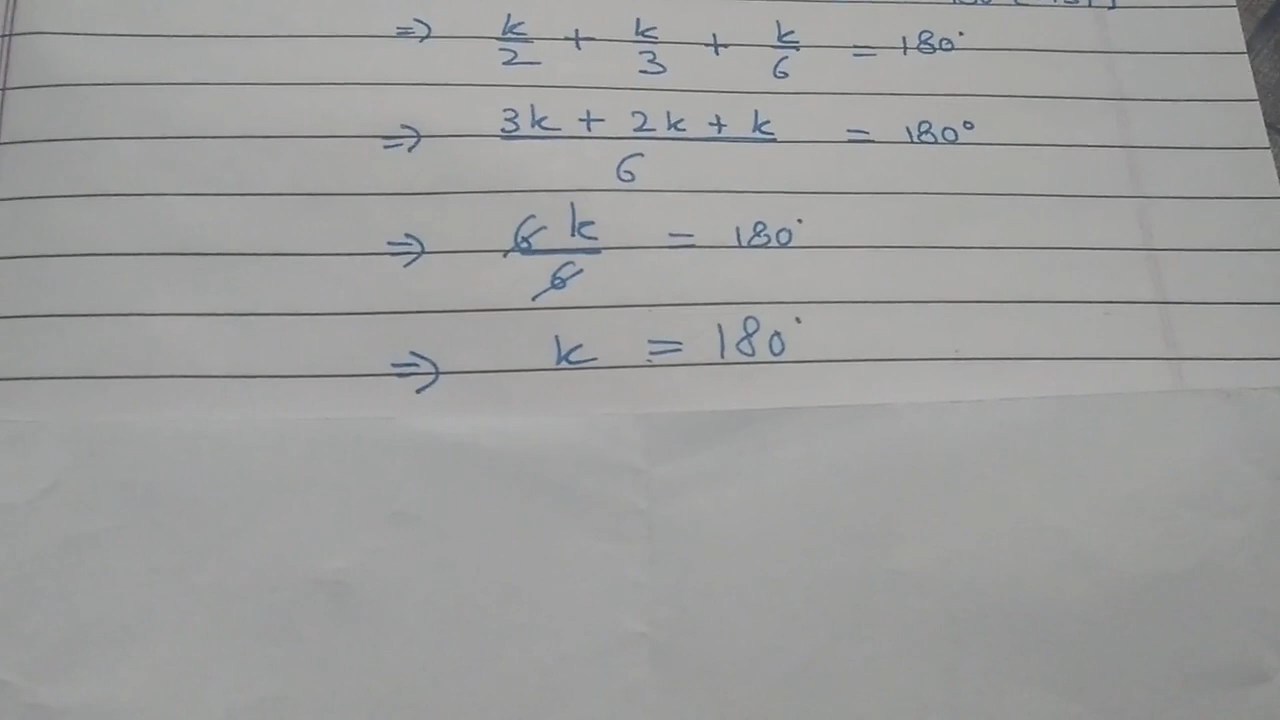 ⇒ k/2 + k/3 + k/6 = 180°
⇒ (3k + 2k + k)/6 = 180°
⇒ 6k/6 = 180°
⇒ k = 180°